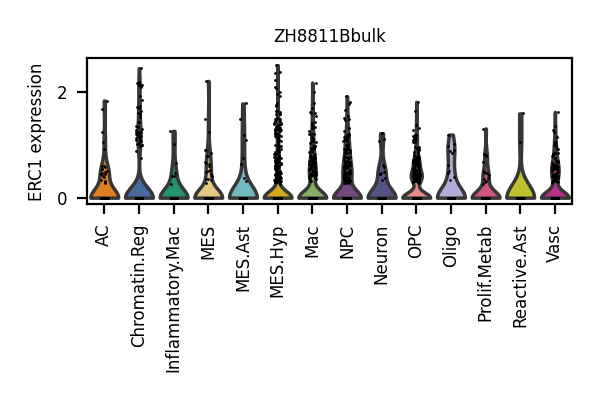 ZH8811Bbulk
ERC1 expression
2
0
AC
Chromatin.Reg
Inflammatory.Mac
MES
MES.Ast
MES.Hyp
Mac
NPC
Neuron
OPC
Oligo
Prolif.Metab
Reactive.Ast
Vasc